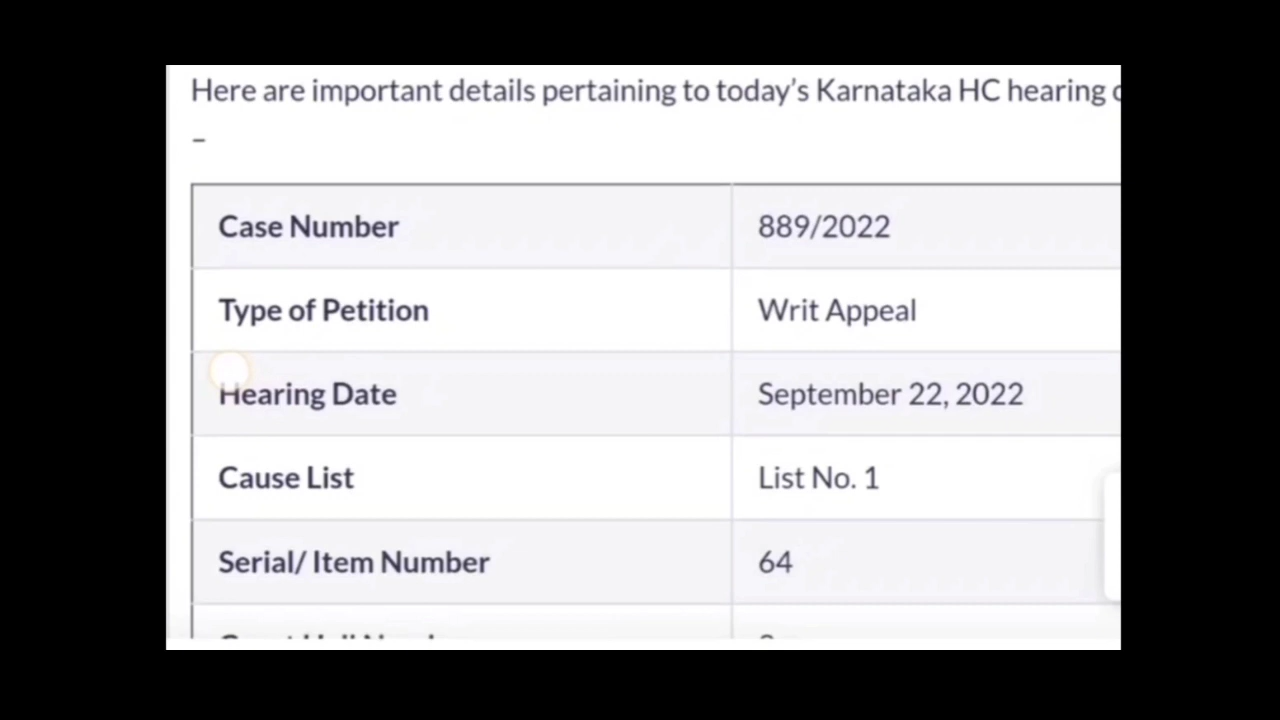 Here are important details pertaining to today's Karnataka HC hearing
–
Case Number 889/2022
Type of Petition Writ Appeal
Hearing Date September 22, 2022
Cause List List No. 1
Serial/ Item Number 64